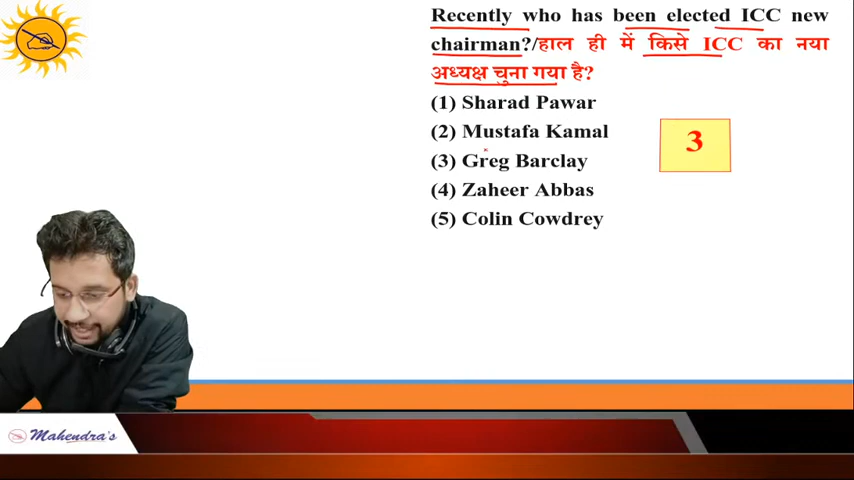 Recently who has been elected ICC new
chairman?/हाल ही में किसे ICC का नया
अध्यक्ष चुना गया है?
(1) Sharad Pawar
(2) Mustafa Kamal
(3) Greg Barclay
(4) Zaheer Abbas
(5) Colin Cowdrey
3
Mahendra's